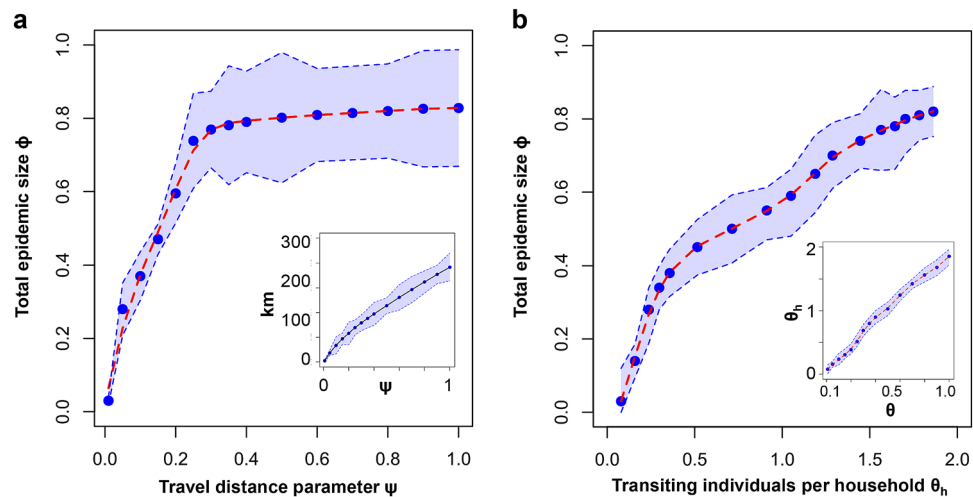 a
Total epidemic size ϕ
0.0 0.2 0.4 0.6 0.8 1.0
0.0 0.2 0.4 0.6 0.8 1.0
Travel distance parameter ψ
km
0 100 200 300
0 1
ψ
b
Total epidemic size ϕ
0.0 0.2 0.4 0.6 0.8 1.0
0.0 0.5 1.0 1.5 2.0
Transiting individuals per household θh
θh
0 1 2
0.1 0.5 1.0
θ